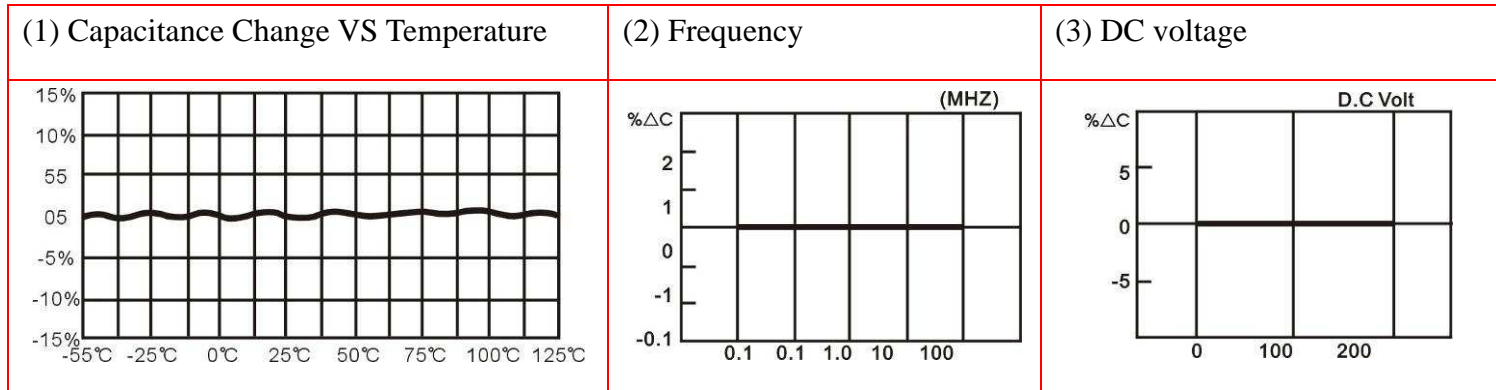 (1) Capacitance Change VS Temperature
(2) Frequency
(3) DC voltage
15%
10%
55
05
-5%
-10%
-15%
-55℃ -25℃ 0℃ 25℃ 50℃ 75℃ 100℃ 125℃
(MHZ)
%△C
2
1
0
-1
-0.1
0.1 0.1 1.0 10 100
D.C Volt
%△C
5
0
-5
0 100 200